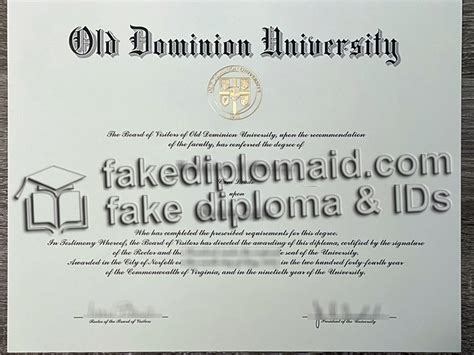 Old Dominion University
The Board of Visitors of Old Dominion University, upon the recommendation
of the faculty, has conferred the degree of
upon
fakediplomaid.com
fake diploma & IDs
Who has completed the prescribed requirements for this degree.
In Testimony Whereof, the Board of Visitors has directed the awarding of this diploma, certified by the signature
of the Rector and the seal of the University.
Awarded in the City of Norfolk two hundred forty-fourth year
of the Commonwealth of Virginia, and in the ninetieth year of the University.
Rector of the Board of Visitors
President of the University